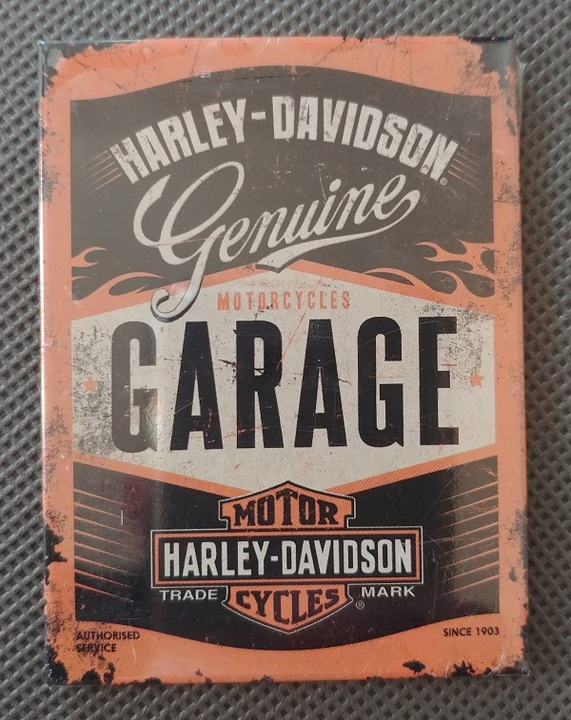 HARLEY-DAVIDSON®
Genuine
MOTORCYCLES
GARAGE
MOTOR
HARLEY-DAVIDSON
TRADE MARK
CYCLES ®
AUTHORISED SINCE 1903
SERVICE